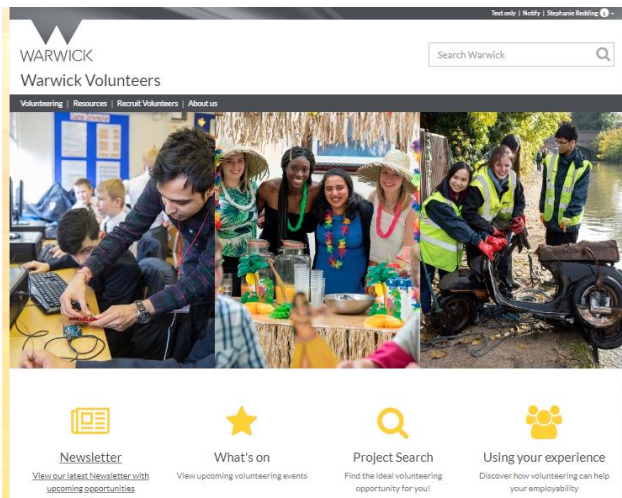 Text only | Notify | Stephanie Redding
WARWICK
Search Warwick
Warwick Volunteers
Volunteering | Resources | Recruit Volunteers | About us
Newsletter
What's on
Project Search
Using your experience
View our latest Newsletter with
upcoming opportunities
View upcoming volunteering events
Find the ideal volunteering
opportunity for you!
Discover how volunteering can help
your employability